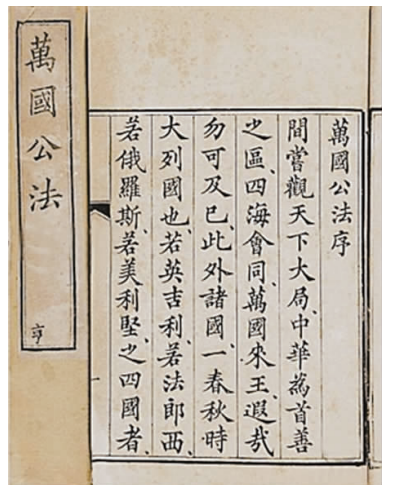 萬國公法
亨
萬國公法序
間嘗觀天下大局、中華為首善
之區、四海會同、萬國來王、遐哉
勿可及已、此外諸國、一春秋時
大列國也、若英吉利、若法郎西、
若俄羅斯、若美利堅、之四國者、